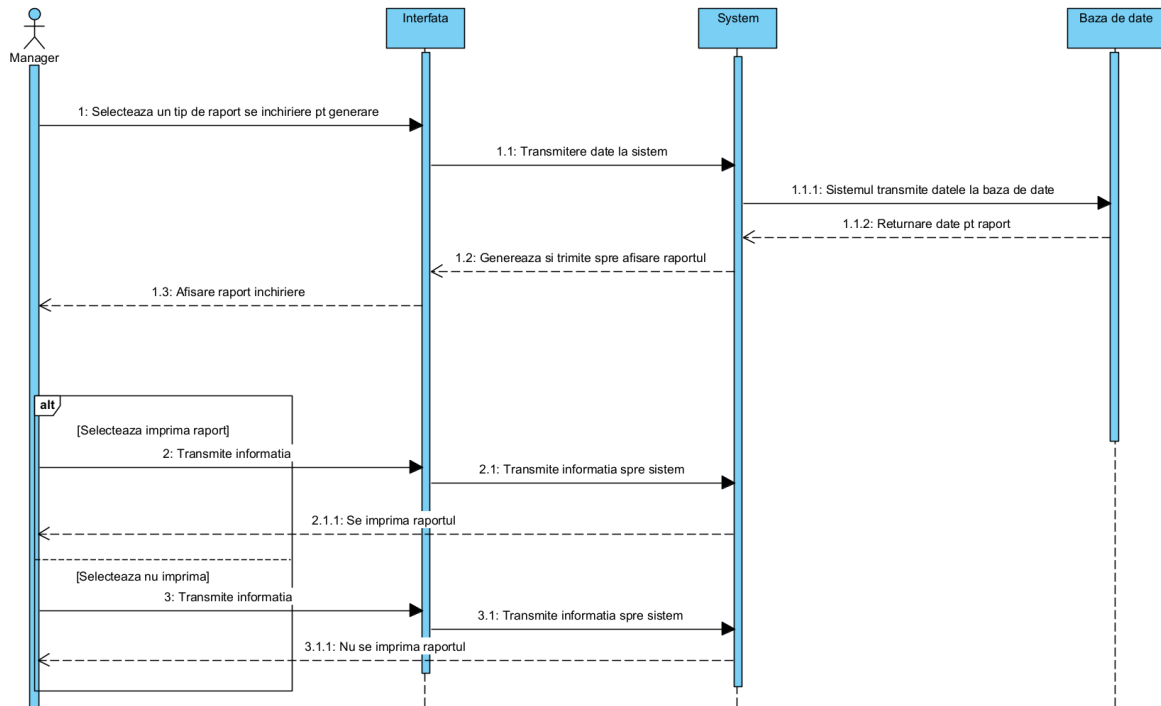 Manager
Interfata
System
Baza de date
1: Selecteaza un tip de raport se inchiriere pt generare
1.1: Transmitere date la sistem
1.1.1: Sistemul transmite datele la baza de date
1.1.2: Returnare date pt raport
1.2: Genereaza si trimite spre afisare raportul
1.3: Afisare raport inchiriere
alt
[Selecteaza imprima raport]
2: Transmite informatia
2.1: Transmite informatia spre sistem
2.1.1: Se imprima raportul
[Selecteaza nu imprima]
3: Transmite informatia
3.1: Transmite informatia spre sistem
3.1.1: Nu se imprima raportul